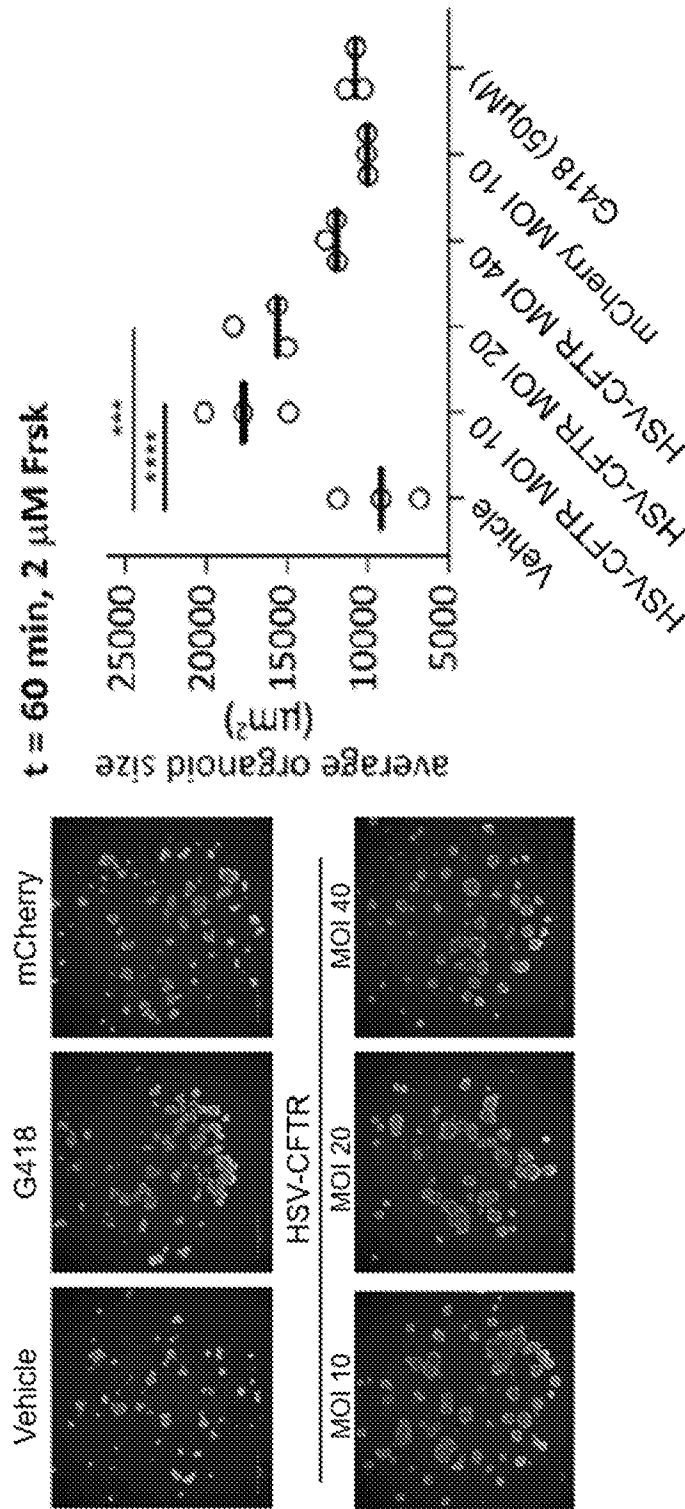 Vehicle
G418
mCherry
HSV-CFTR
MOI 10
MOI 20
MOI 40
t = 60 min, 2 µM Frsk
***
****
average organoid size
(µm²)
25000
20000
15000
10000
5000
Vehicle
HSV-CFTR MOI 10
HSV-CFTR MOI 20
HSV-CFTR MOI 40
mCherry MOI 10
G418 (50µM)